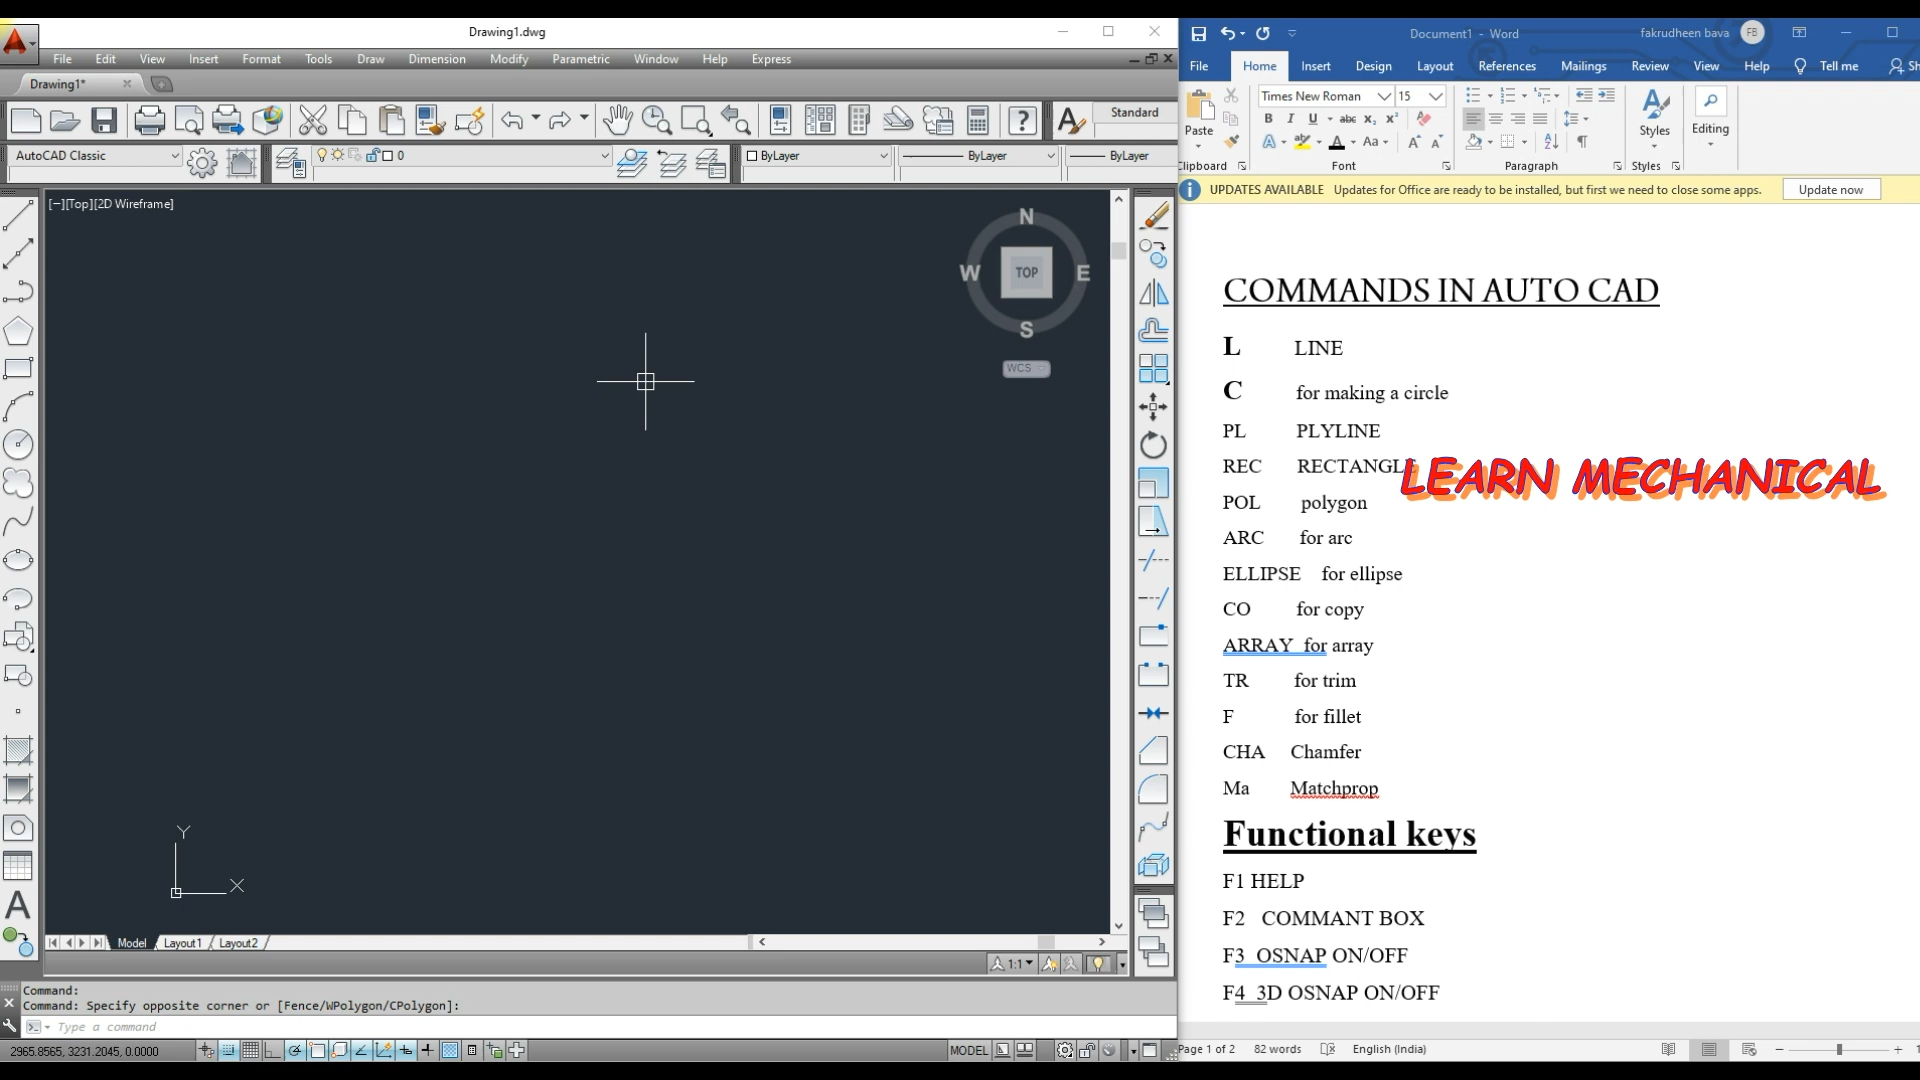 Drawing1.dwg
File Edit View Insert Format Tools Draw Dimension Modify Parametric Window Help Express
Drawing1*
Standard
AutoCAD Classic
0
ByLayer
ByLayer
ByLayer
[−][Top][2D Wireframe]
N
W TOP E
S
WCS
Y
X
Model Layout1 Layout2
1:1
Command:
Command: Specify opposite corner or [Fence/WPolygon/CPolygon]:
Type a command
2965.8565, 3231.2045, 0.0000
MODEL
Document1 - Word
fakrudheen bava FB
File Home Insert Design Layout References Mailings Review View Help Tell me Sh
Times New Roman 15
Paste
B I U abc x₂ x²
A Aa A A
Styles
Editing
Clipboard Font Paragraph Styles
UPDATES AVAILABLE Updates for Office are ready to be installed, but first we need to close some apps. Update now
COMMANDS IN AUTO CAD
L LINE
C for making a circle
PL PLYLINE
REC RECTANGLE
LEARN MECHANICAL
POL polygon
ARC for arc
ELLIPSE for ellipse
CO for copy
ARRAY for array
TR for trim
F for fillet
CHA Chamfer
Ma Matchprop
Functional keys
F1 HELP
F2 COMMANT BOX
F3 OSNAP ON/OFF
F4 3D OSNAP ON/OFF
Page 1 of 2 82 words English (India)